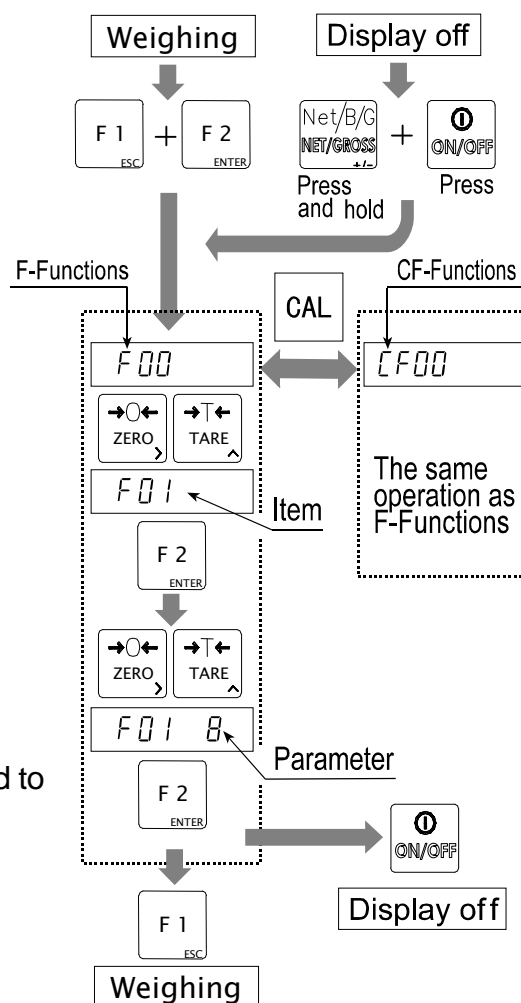 Weighing
Display off
F 1
ESC
+
F 2
ENTER
Net/B/G
NET/GROSS
+/-
+
ON/OFF
Press and hold
Press
F-Functions
CAL
CF-Functions
F00
CF00
→O←
ZERO
→T←
TARE
The same
operation as
F-Functions
F01
Item
F 2
ENTER
→O←
ZERO
→T←
TARE
F01 8
Parameter
d to
F 2
ENTER
ON/OFF
Display off
F 1
ESC
Weighing